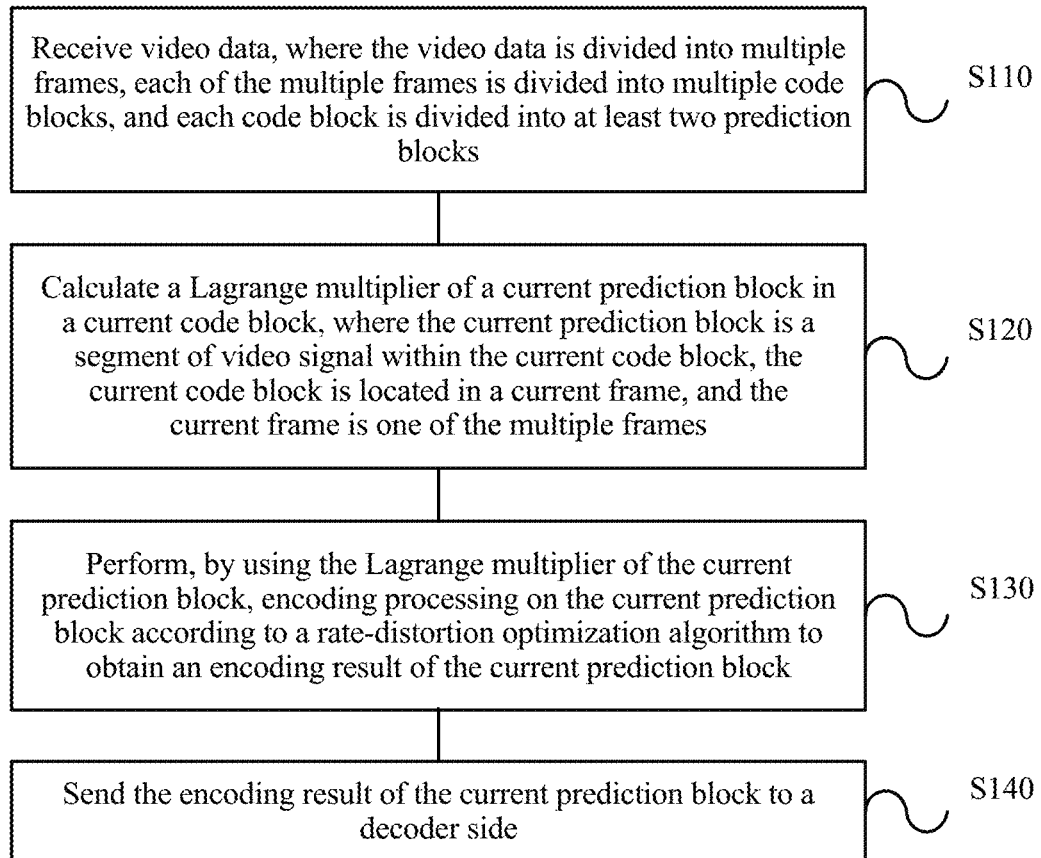 Receive video data, where the video data is divided into multiple
frames, each of the multiple frames is divided into multiple code
blocks, and each code block is divided into at least two prediction
blocks
S110
Calculate a Lagrange multiplier of a current prediction block in
a current code block, where the current prediction block is a
segment of video signal within the current code block, the
current code block is located in a current frame, and the
current frame is one of the multiple frames
S120
Perform, by using the Lagrange multiplier of the current
prediction block, encoding processing on the current prediction
block according to a rate-distortion optimization algorithm to
obtain an encoding result of the current prediction block
S130
Send the encoding result of the current prediction block to a
decoder side
S140